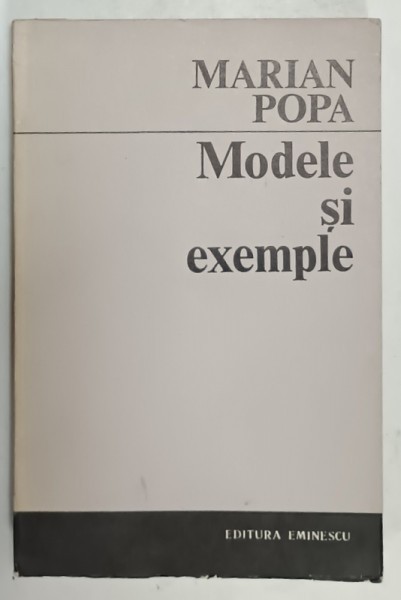 MARIAN
POPA
Modele
și
exemple
EDITURA EMINESCU